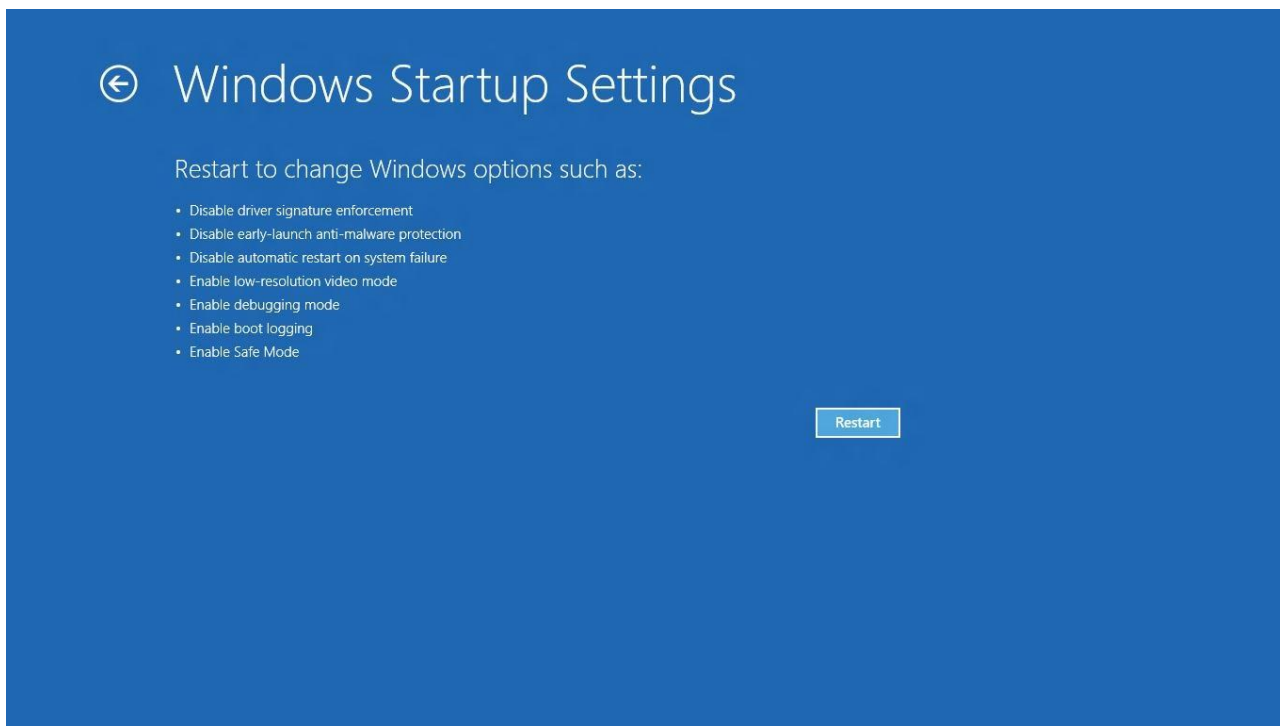 Windows Startup Settings
Restart to change Windows options such as:
• Disable driver signature enforcement
• Disable early-launch anti-malware protection
• Disable automatic restart on system failure
• Enable low-resolution video mode
• Enable debugging mode
• Enable boot logging
• Enable Safe Mode
Restart